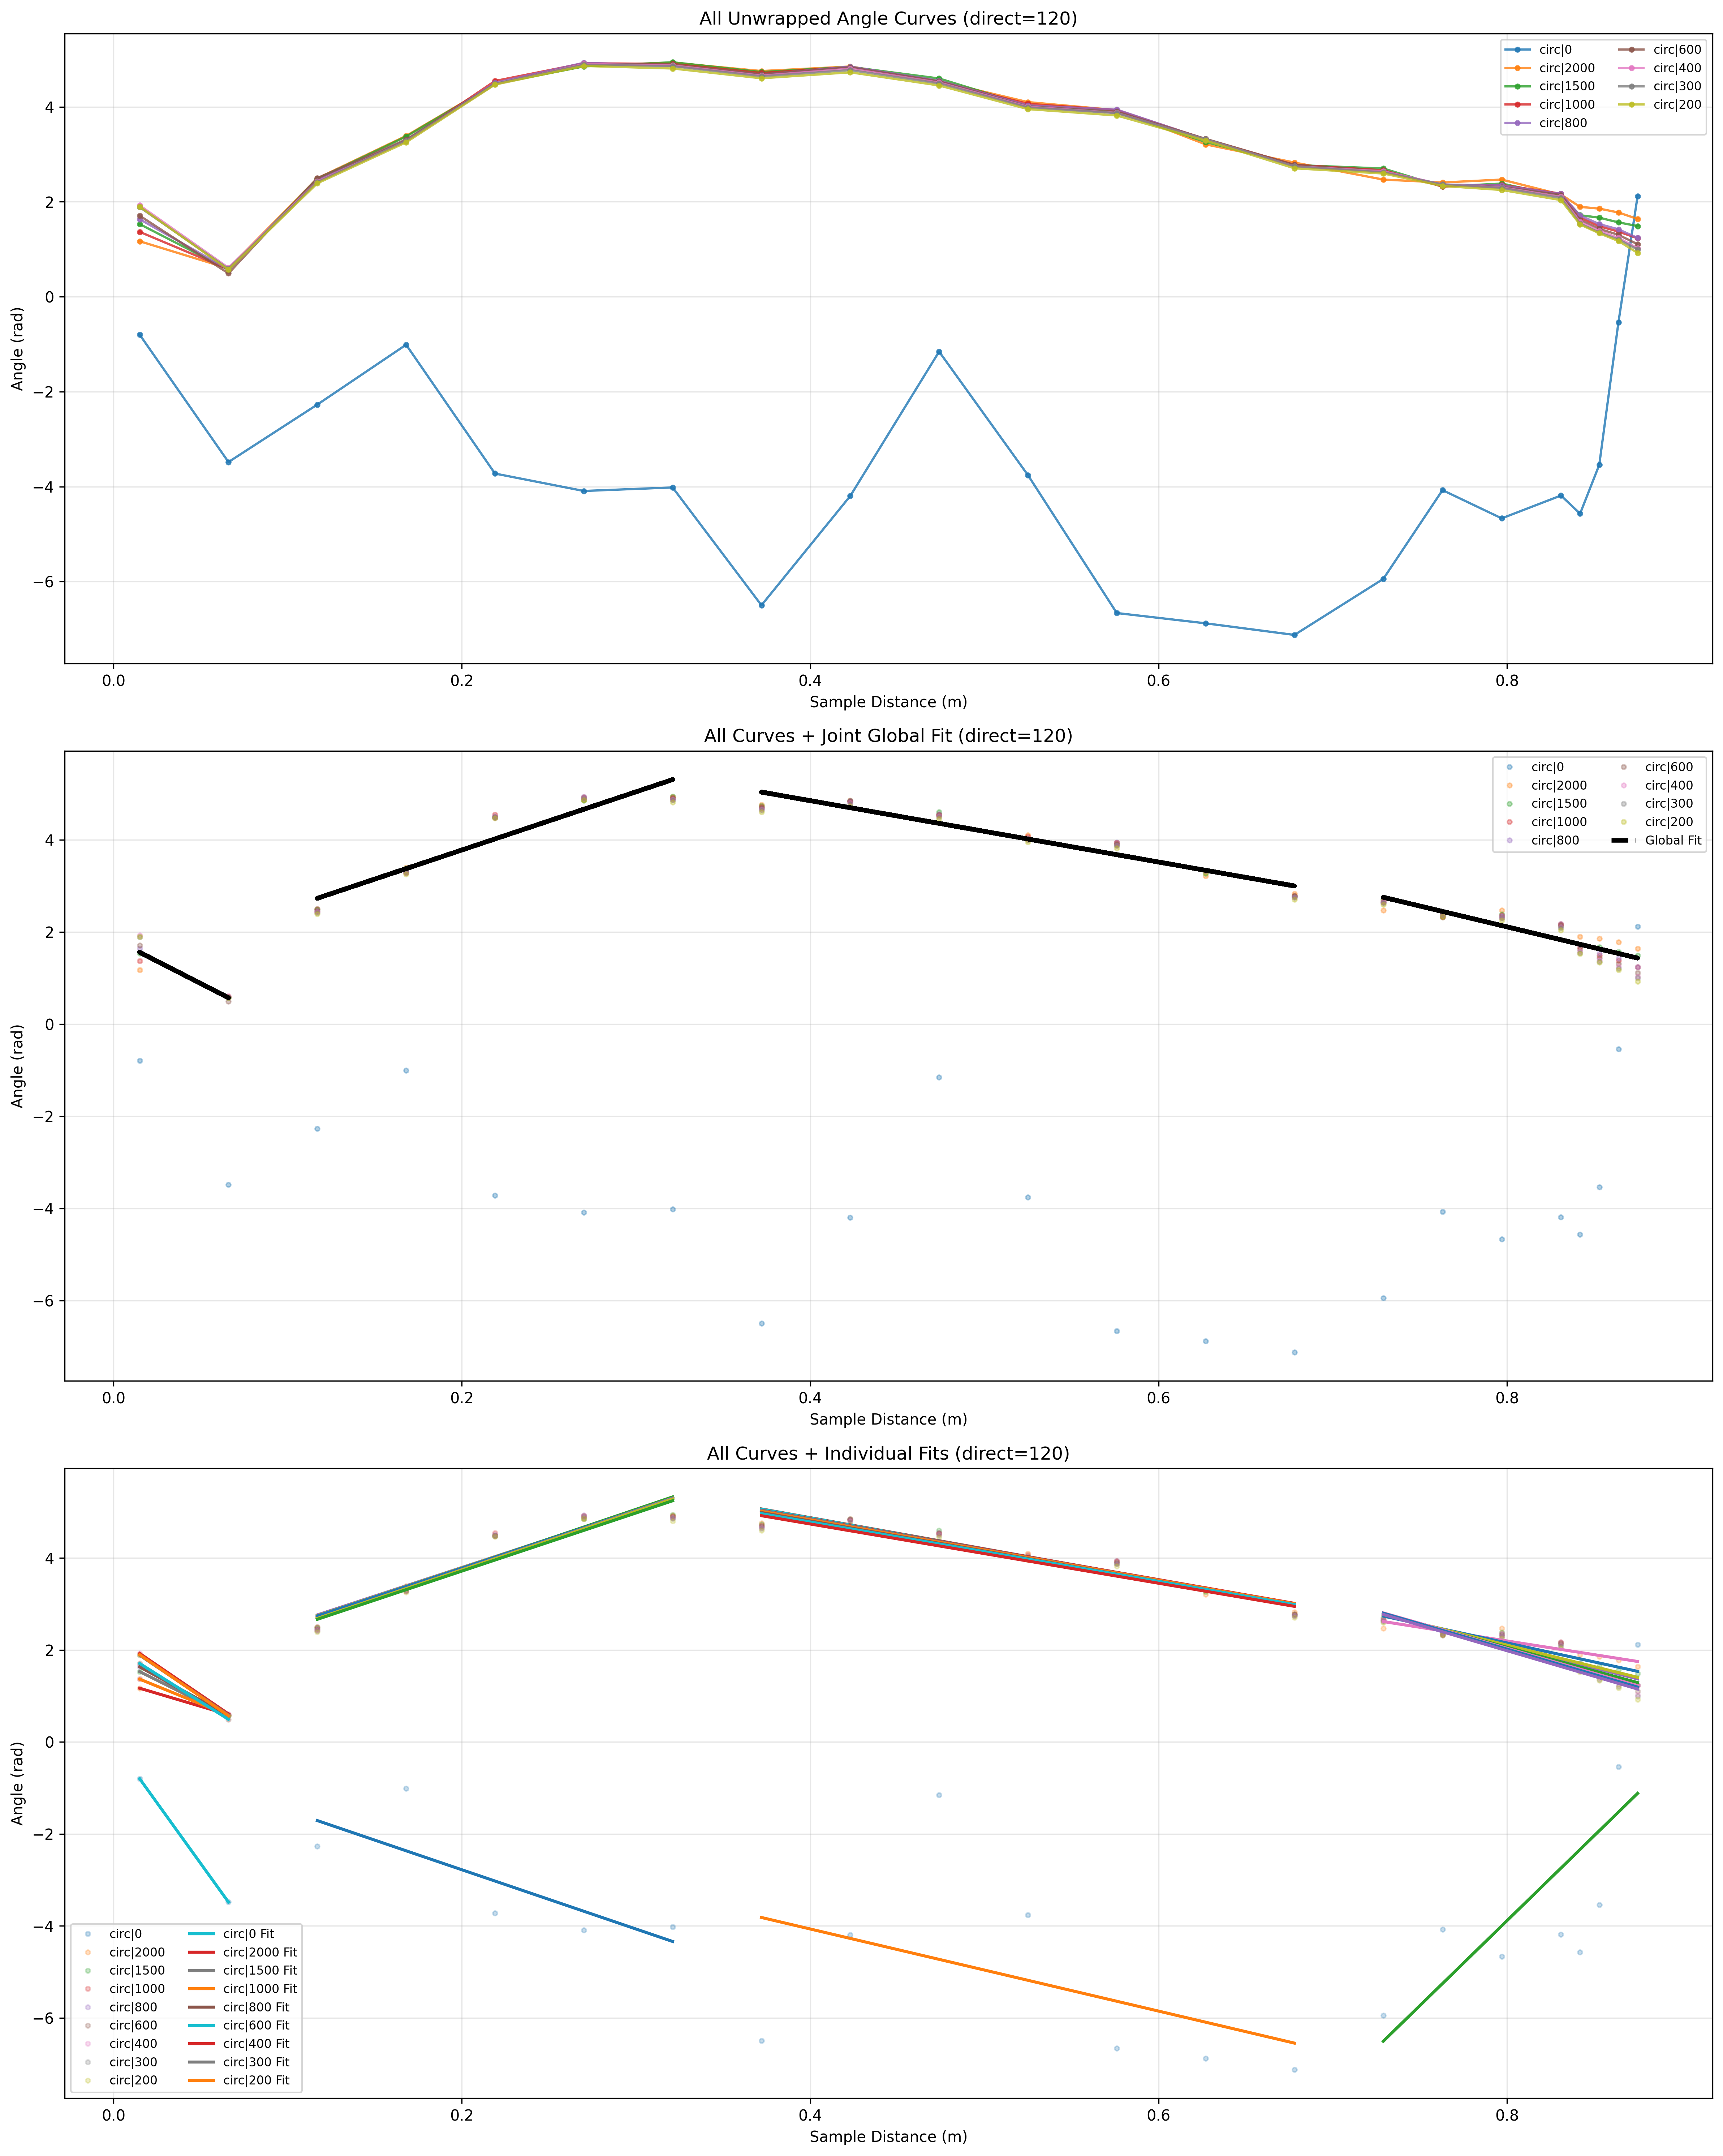 All Unwrapped Angle Curves (direct=120)
circ|0
circ|2000
circ|1500
circ|1000
circ|800
circ|600
circ|400
circ|300
circ|200
4
2
0
−2
−4
−6
Angle (rad)
0.0 0.2 0.4 0.6 0.8
Sample Distance (m)
All Curves + Joint Global Fit (direct=120)
circ|0
circ|2000
circ|1500
circ|1000
circ|800
circ|600
circ|400
circ|300
circ|200
Global Fit
4
2
0
−2
−4
−6
Angle (rad)
0.0 0.2 0.4 0.6 0.8
Sample Distance (m)
All Curves + Individual Fits (direct=120)
4
2
0
−2
−4
−6
Angle (rad)
circ|0
circ|2000
circ|1500
circ|1000
circ|800
circ|600
circ|400
circ|300
circ|200
circ|0 Fit
circ|2000 Fit
circ|1500 Fit
circ|1000 Fit
circ|800 Fit
circ|600 Fit
circ|400 Fit
circ|300 Fit
circ|200 Fit
0.0 0.2 0.4 0.6 0.8
Sample Distance (m)